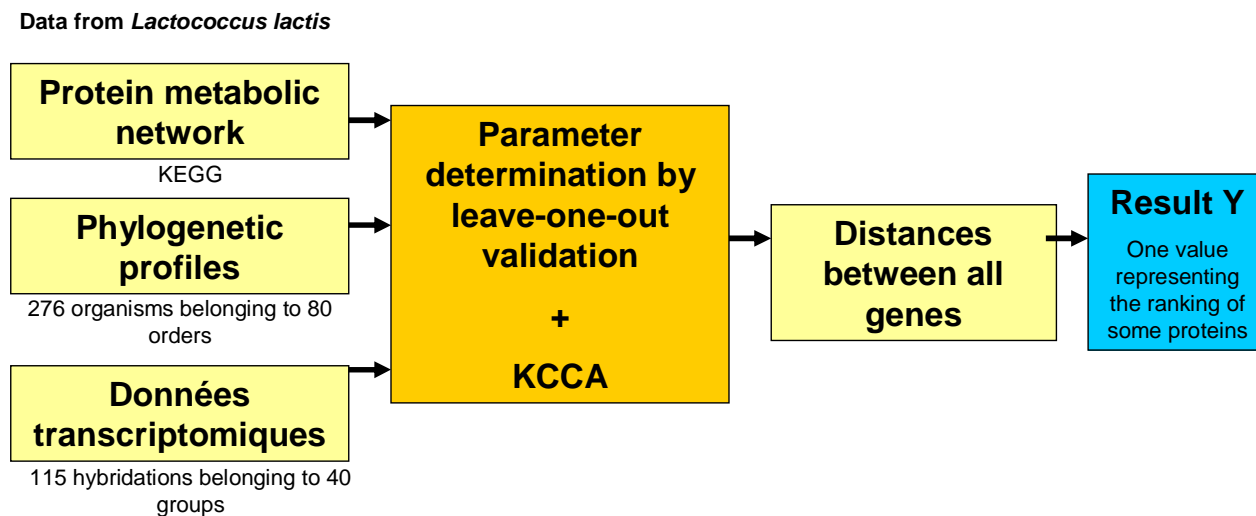 Data from Lactococcus lactis
Protein metabolic
network
KEGG
Phylogenetic
profiles
276 organisms belonging to 80
orders
Données
transcriptomiques
115 hybridations belonging to 40
groups
Parameter
determination by
leave-one-out
validation
+
KCCA
Distances
between all
genes
Result Y
One value
representing
the ranking of
some proteins